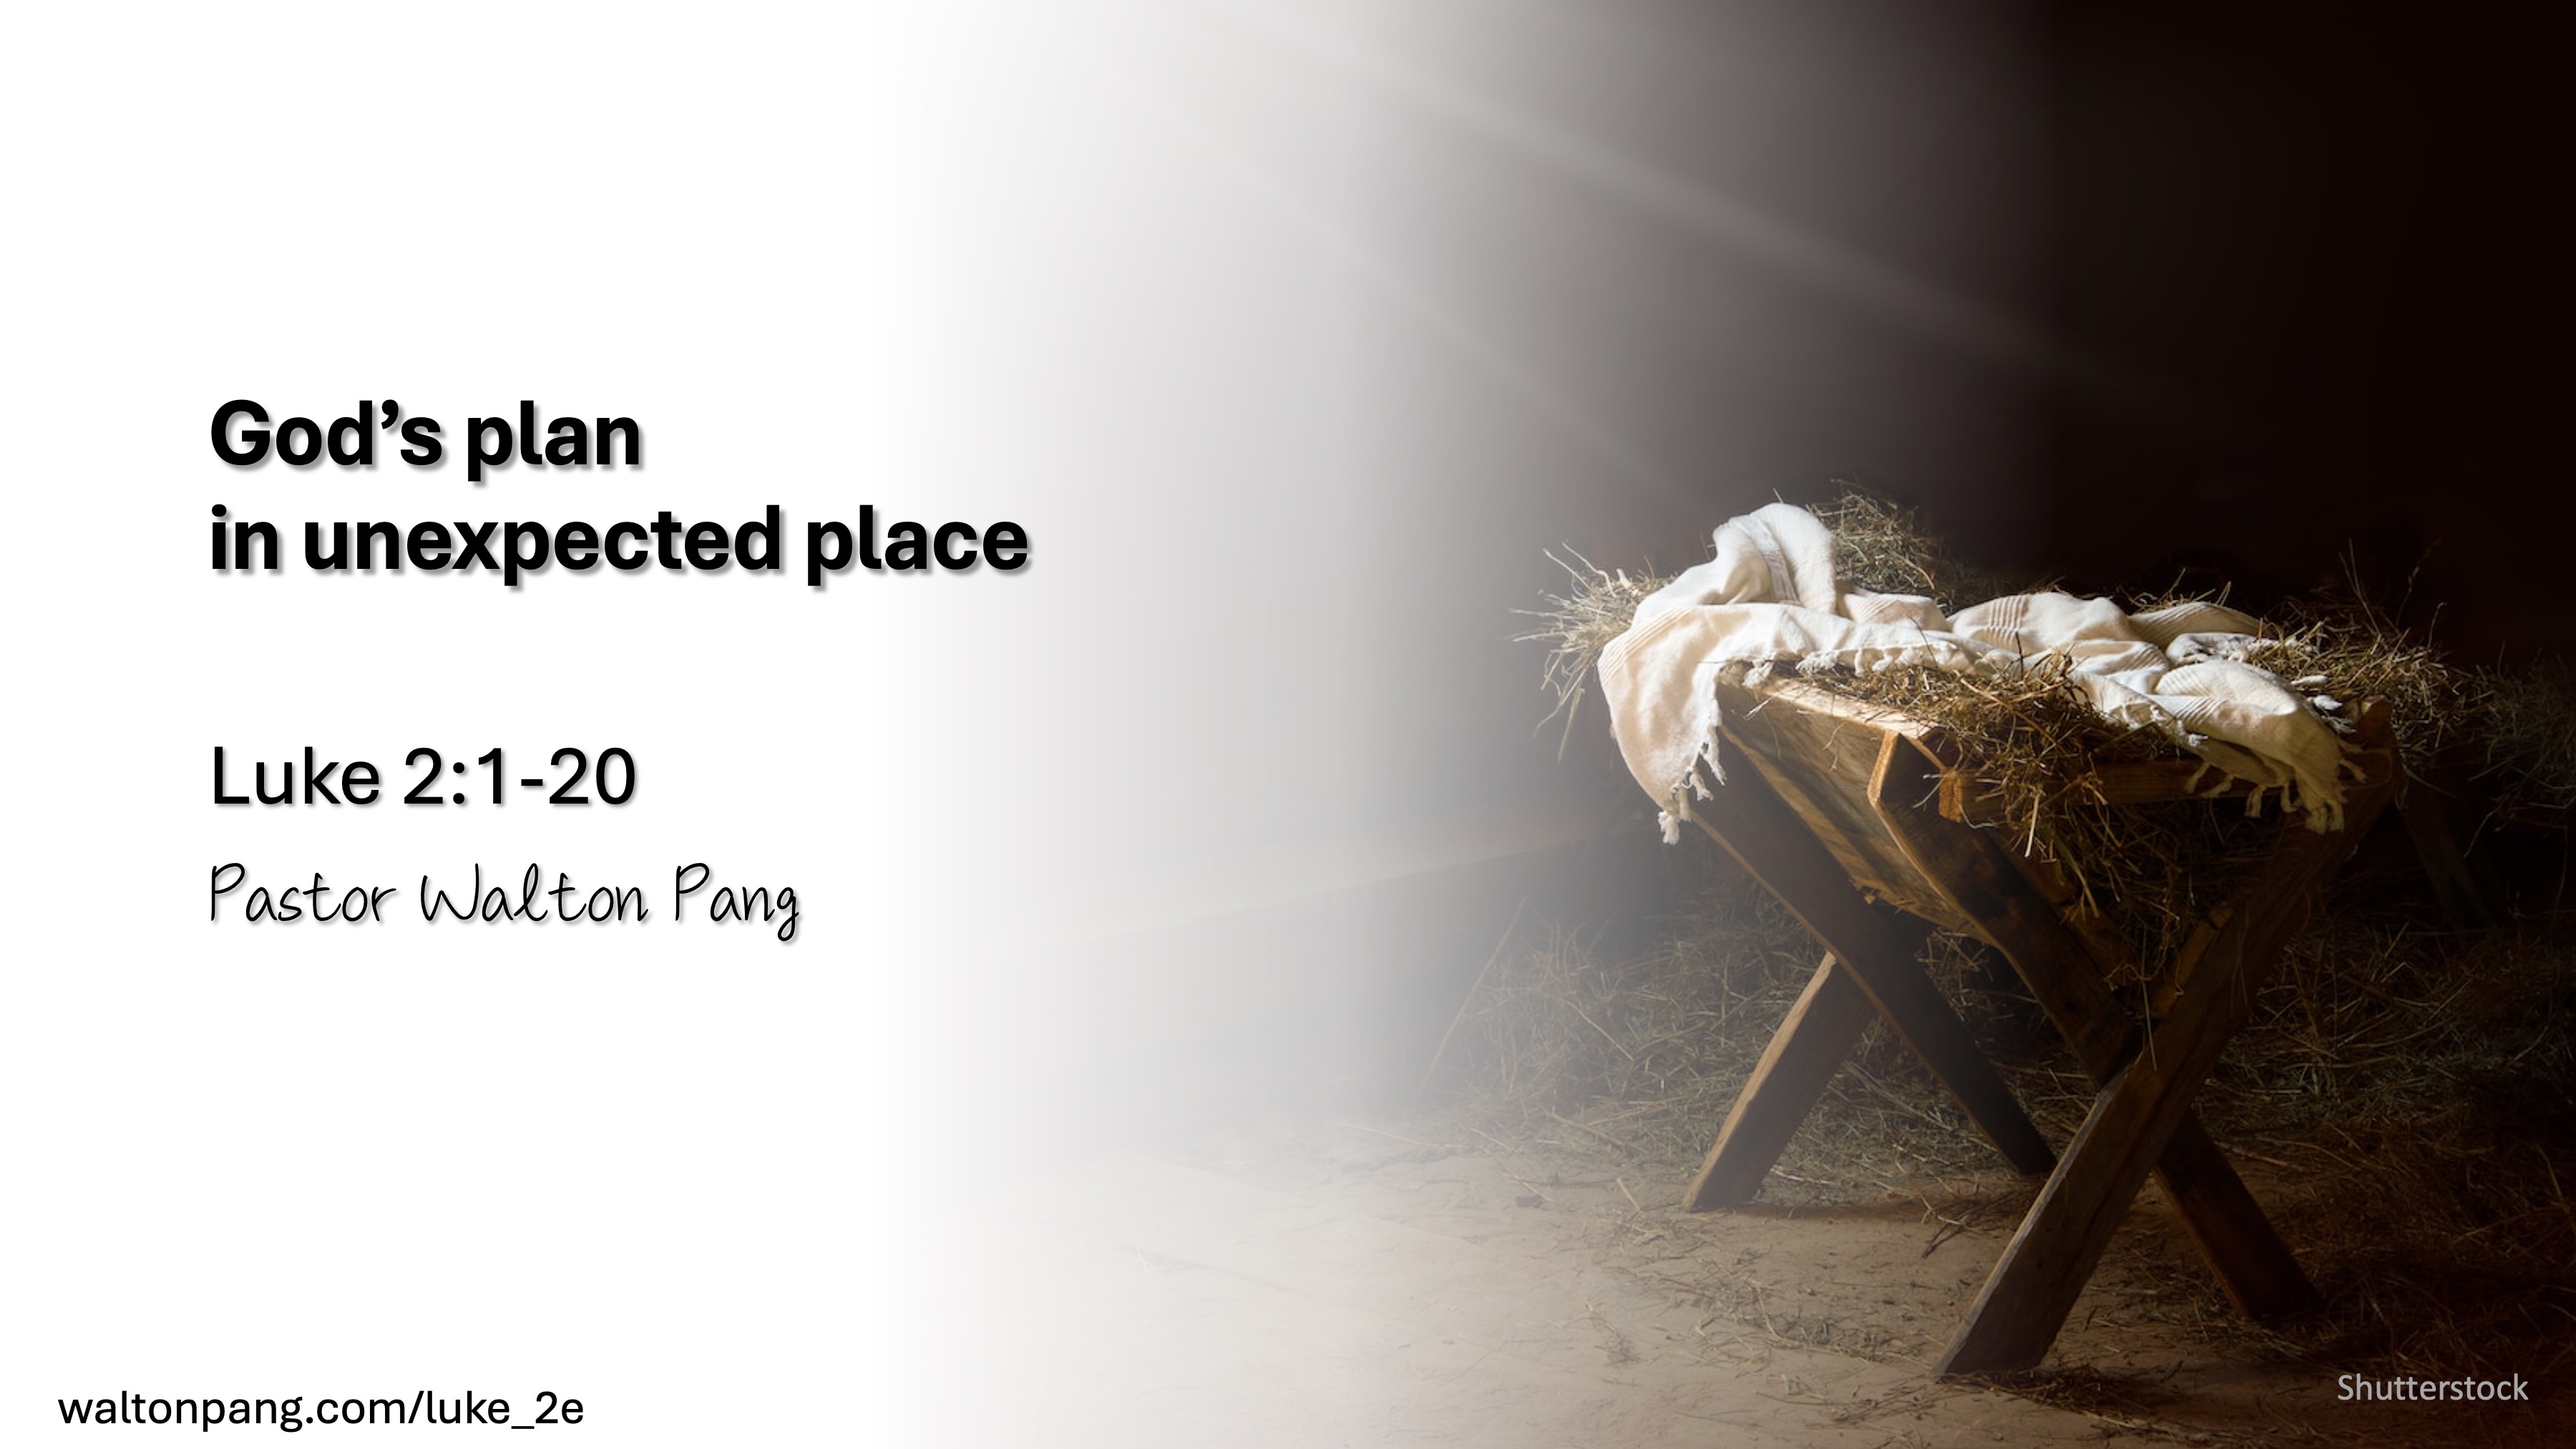 God’s plan
in unexpected place
Luke 2:1-20
Pastor Walton Pang
waltonpang.com/luke_2e
Shutterstock